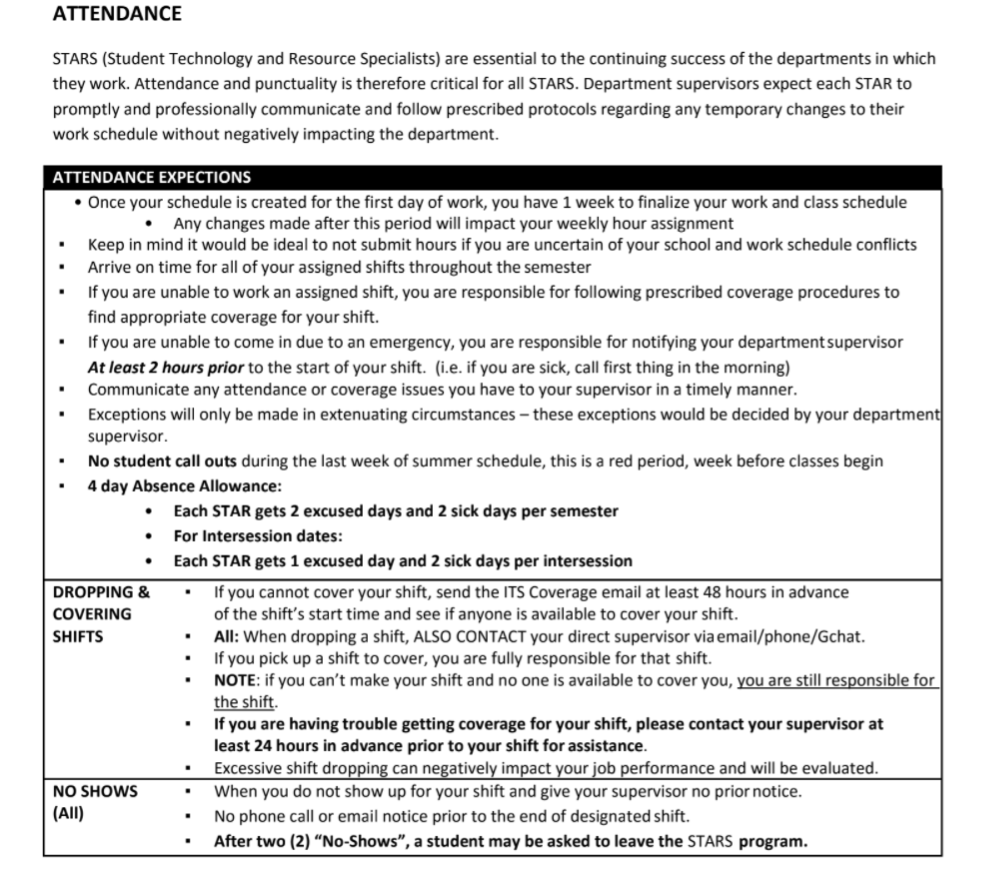 ATTENDANCE
STARS (Student Technology and Resource Specialists) are essential to the continuing success of the departments in which
they work. Attendance and punctuality is therefore critical for all STARS. Department supervisors expect each STAR to
promptly and professionally communicate and follow prescribed protocols regarding any temporary changes to their
work schedule without negatively impacting the department.
ATTENDANCE EXPECTIONS
• Once your schedule is created for the first day of work, you have 1 week to finalize your work and class schedule
• Any changes made after this period will impact your weekly hour assignment
▪ Keep in mind it would be ideal to not submit hours if you are uncertain of your school and work schedule conflicts
▪ Arrive on time for all of your assigned shifts throughout the semester
▪ If you are unable to work an assigned shift, you are responsible for following prescribed coverage procedures to
find appropriate coverage for your shift.
▪ If you are unable to come in due to an emergency, you are responsible for notifying your department supervisor
At least 2 hours prior to the start of your shift. (i.e. if you are sick, call first thing in the morning)
▪ Communicate any attendance or coverage issues you have to your supervisor in a timely manner.
▪ Exceptions will only be made in extenuating circumstances – these exceptions would be decided by your department
supervisor.
▪ No student call outs during the last week of summer schedule, this is a red period, week before classes begin
▪ 4 day Absence Allowance:
• Each STAR gets 2 excused days and 2 sick days per semester
• For Intersession dates:
• Each STAR gets 1 excused day and 2 sick days per intersession
DROPPING &
COVERING
SHIFTS
▪ If you cannot cover your shift, send the ITS Coverage email at least 48 hours in advance
of the shift's start time and see if anyone is available to cover your shift.
▪ All: When dropping a shift, ALSO CONTACT your direct supervisor via email/phone/Gchat.
▪ If you pick up a shift to cover, you are fully responsible for that shift.
▪ NOTE: if you can't make your shift and no one is available to cover you, you are still responsible for
the shift.
▪ If you are having trouble getting coverage for your shift, please contact your supervisor at
least 24 hours in advance prior to your shift for assistance.
▪ Excessive shift dropping can negatively impact your job performance and will be evaluated.
NO SHOWS
(All)
▪ When you do not show up for your shift and give your supervisor no prior notice.
▪ No phone call or email notice prior to the end of designated shift.
▪ After two (2) "No-Shows", a student may be asked to leave the STARS program.